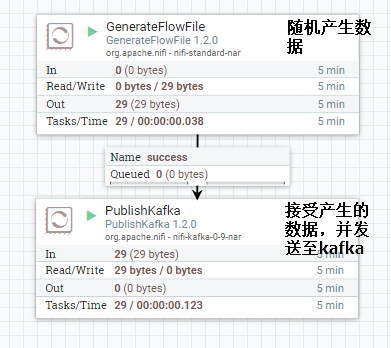 GenerateFlowFile
GenerateFlowFile 1.2.0
org.apache.nifi - nifi-standard-nar
随机产生数
据
In 0 (0 bytes) 5 min
Read/Write 0 bytes / 29 bytes 5 min
Out 29 (29 bytes) 5 min
Tasks/Time 29 / 00:00:00.038 5 min
Name success
Queued 0 (0 bytes)
PublishKafka
PublishKafka 1.2.0
org.apache.nifi - nifi-kafka-0-9-nar
接受产生的
数据，并发
送至kafka
In 29 (29 bytes) 5 min
Read/Write 29 bytes / 0 bytes 5 min
Out 0 (0 bytes) 5 min
Tasks/Time 29 / 00:00:00.123 5 min